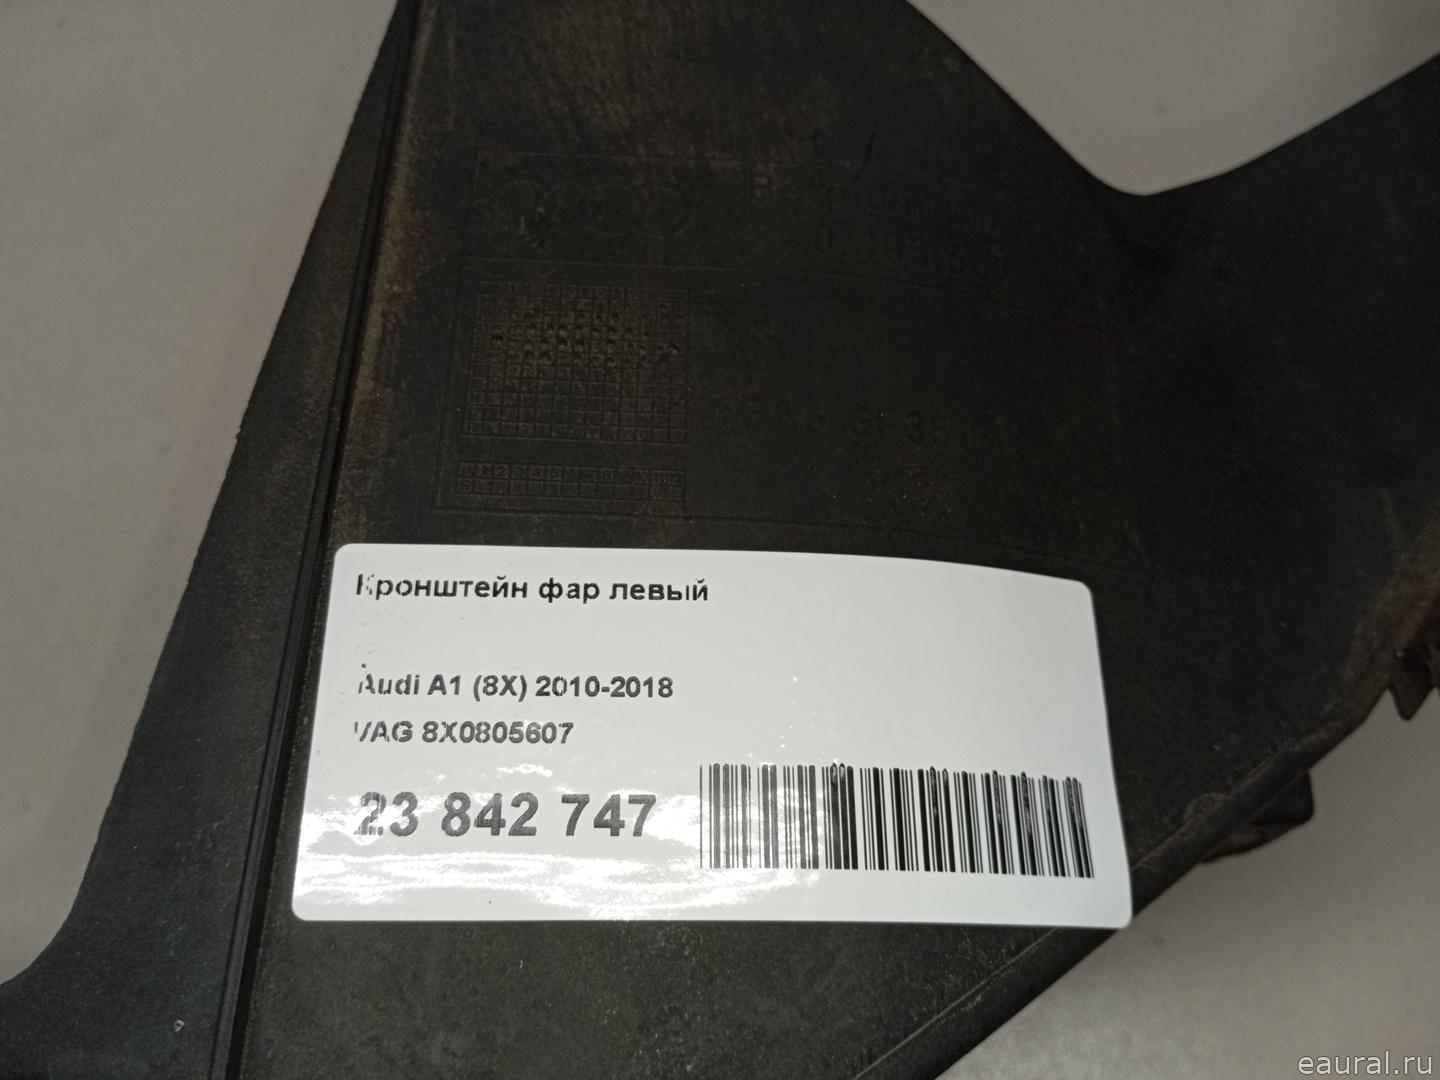 Кронштейн фар левый
Audi A1 (8X) 2010-2018
VAG 8X0805607
23 842 747
eaural.ru